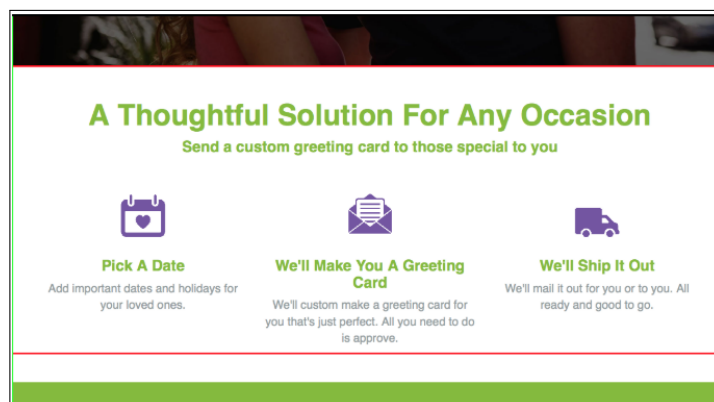 A Thoughtful Solution For Any Occasion
Send a custom greeting card to those special to you
Pick A Date
Add important dates and holidays for
your loved ones.
We'll Make You A Greeting
Card
We'll custom make a greeting card for
you that's just perfect. All you need to do
is approve.
We'll Ship It Out
We'll mail it out for you or to you. All
ready and good to go.